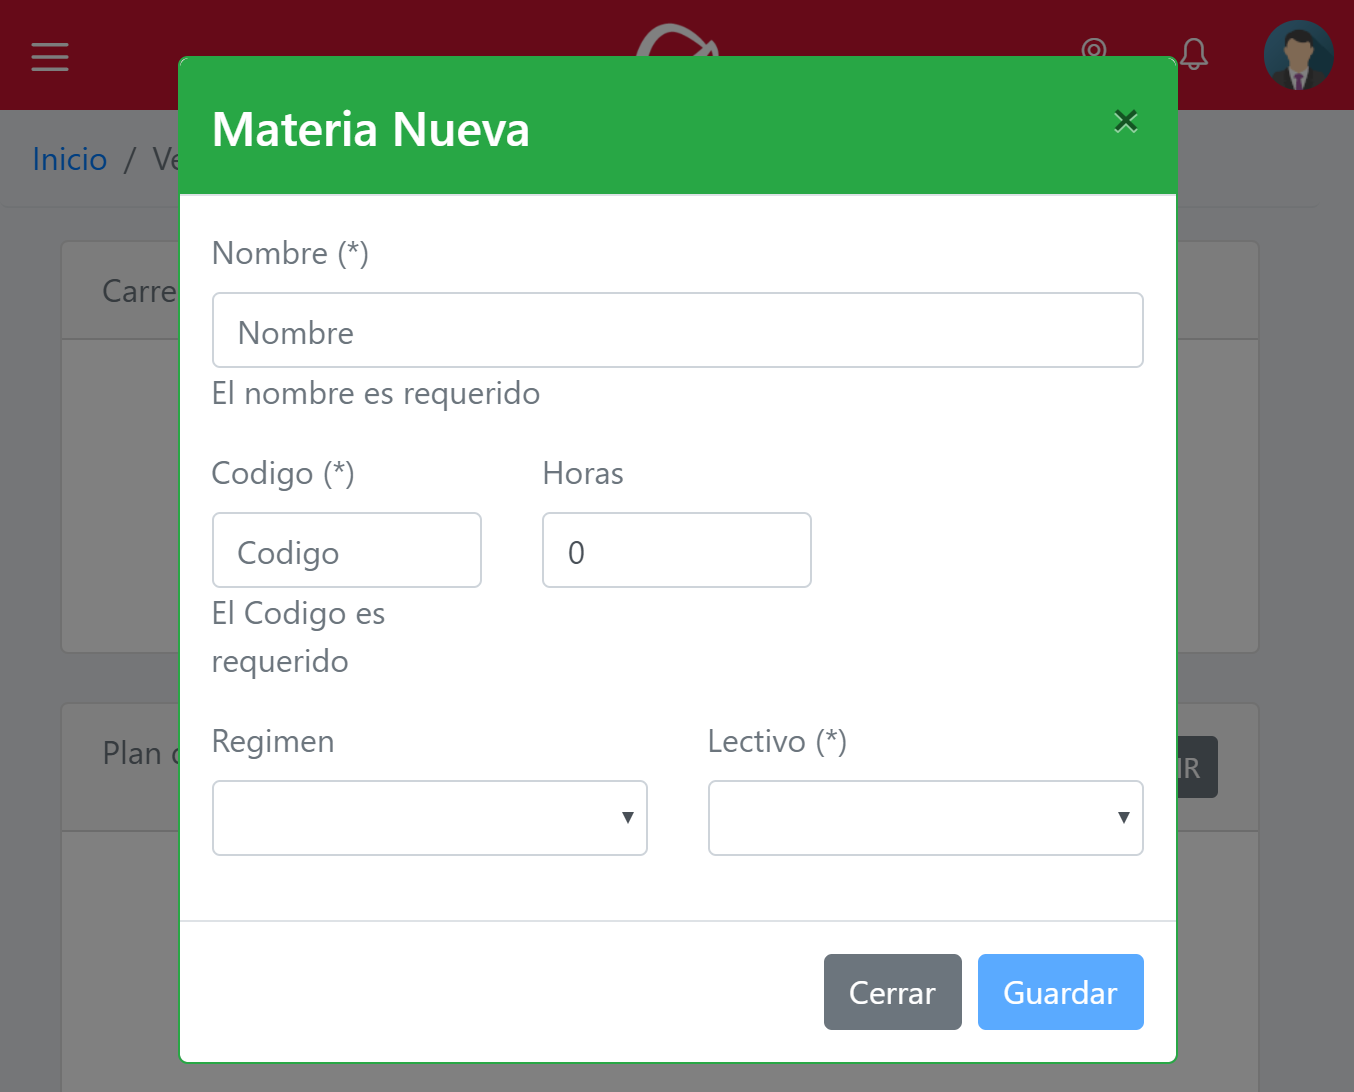 Materia Nueva
×
Inicio / Ve
Nombre (*)
Carre
Nombre
El nombre es requerido
Codigo (*) Horas
Codigo 0
El Codigo es
requerido
Regimen Lectivo (*)
Plan
IR
Cerrar Guardar